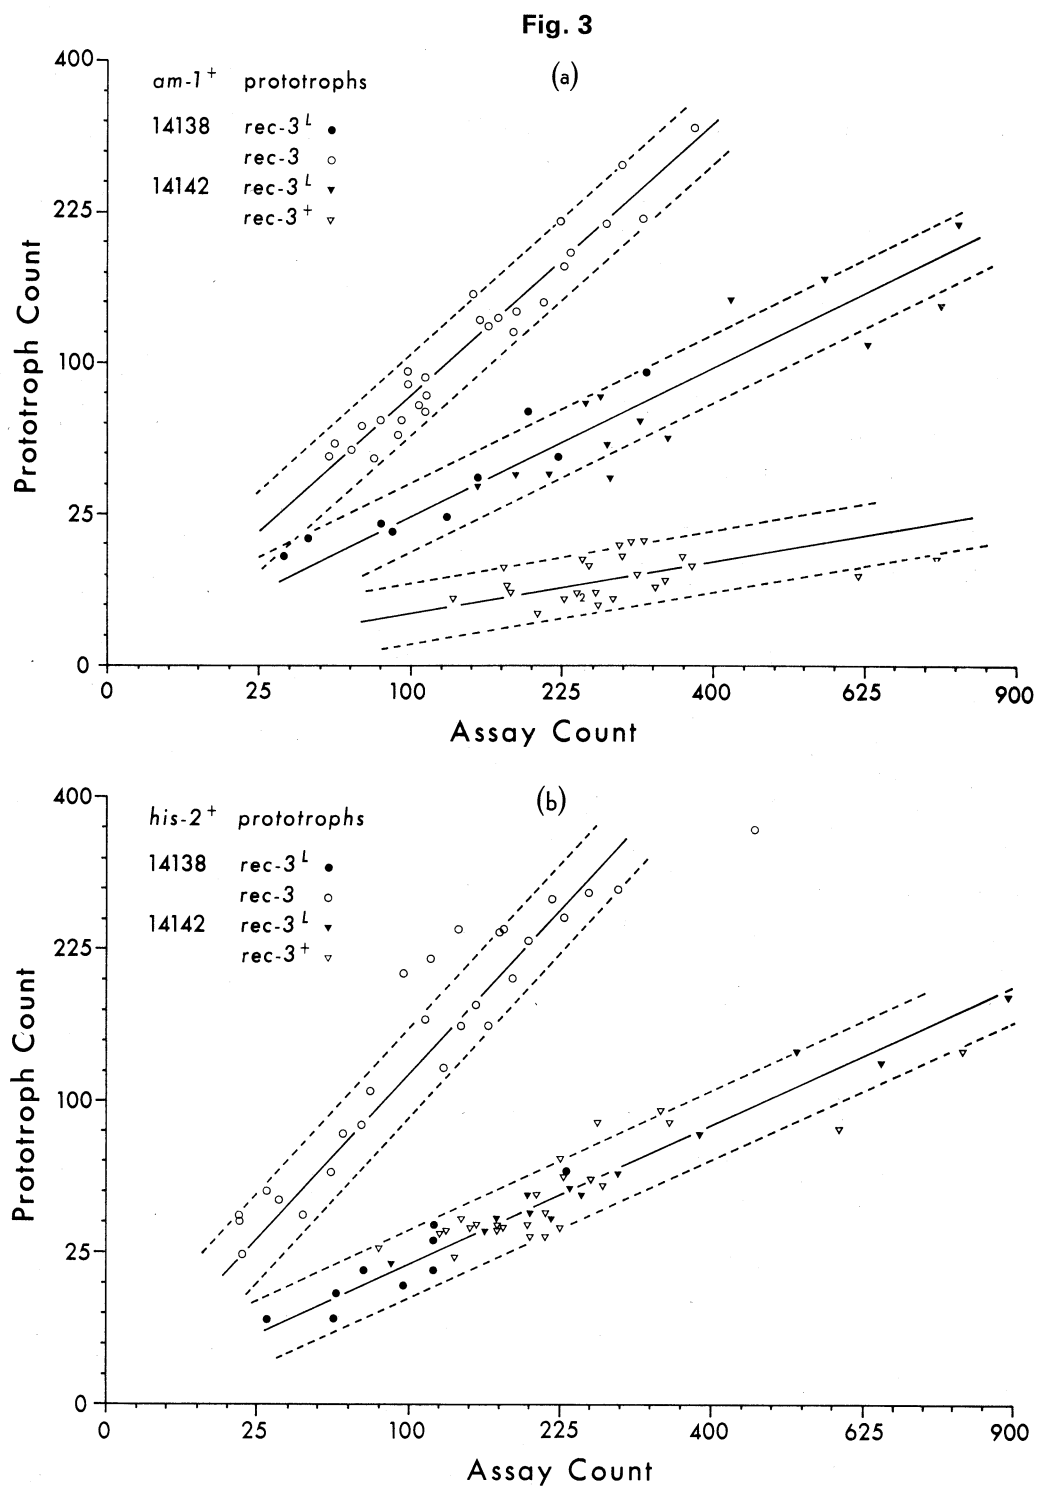 Fig. 3
(a)
am-1⁺ prototrophs
14138 rec-3ᴸ ●
rec-3 ○
14142 rec-3ᴸ ▼
rec-3⁺ ▽
Prototroph Count
400
225
100
25
0
2
0 25 100 225 400 625 900
Assay Count
(b)
his-2⁺ prototrophs
14138 rec-3ᴸ ●
rec-3 ○
14142 rec-3ᴸ ▼
rec-3⁺ ▽
Prototroph Count
400
225
100
25
0
0 25 100 225 400 625 900
Assay Count